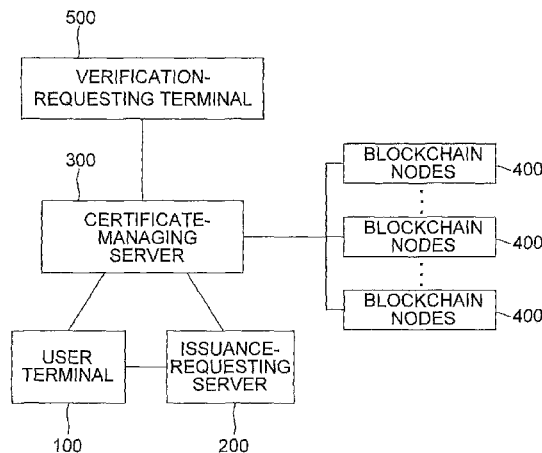 500
VERIFICATION-
REQUESTING TERMINAL
300
CERTIFICATE-
MANAGING
SERVER
BLOCKCHAIN
NODES
400
BLOCKCHAIN
NODES
400
BLOCKCHAIN
NODES
400
USER
TERMINAL
ISSUANCE-
REQUESTING
SERVER
100
200